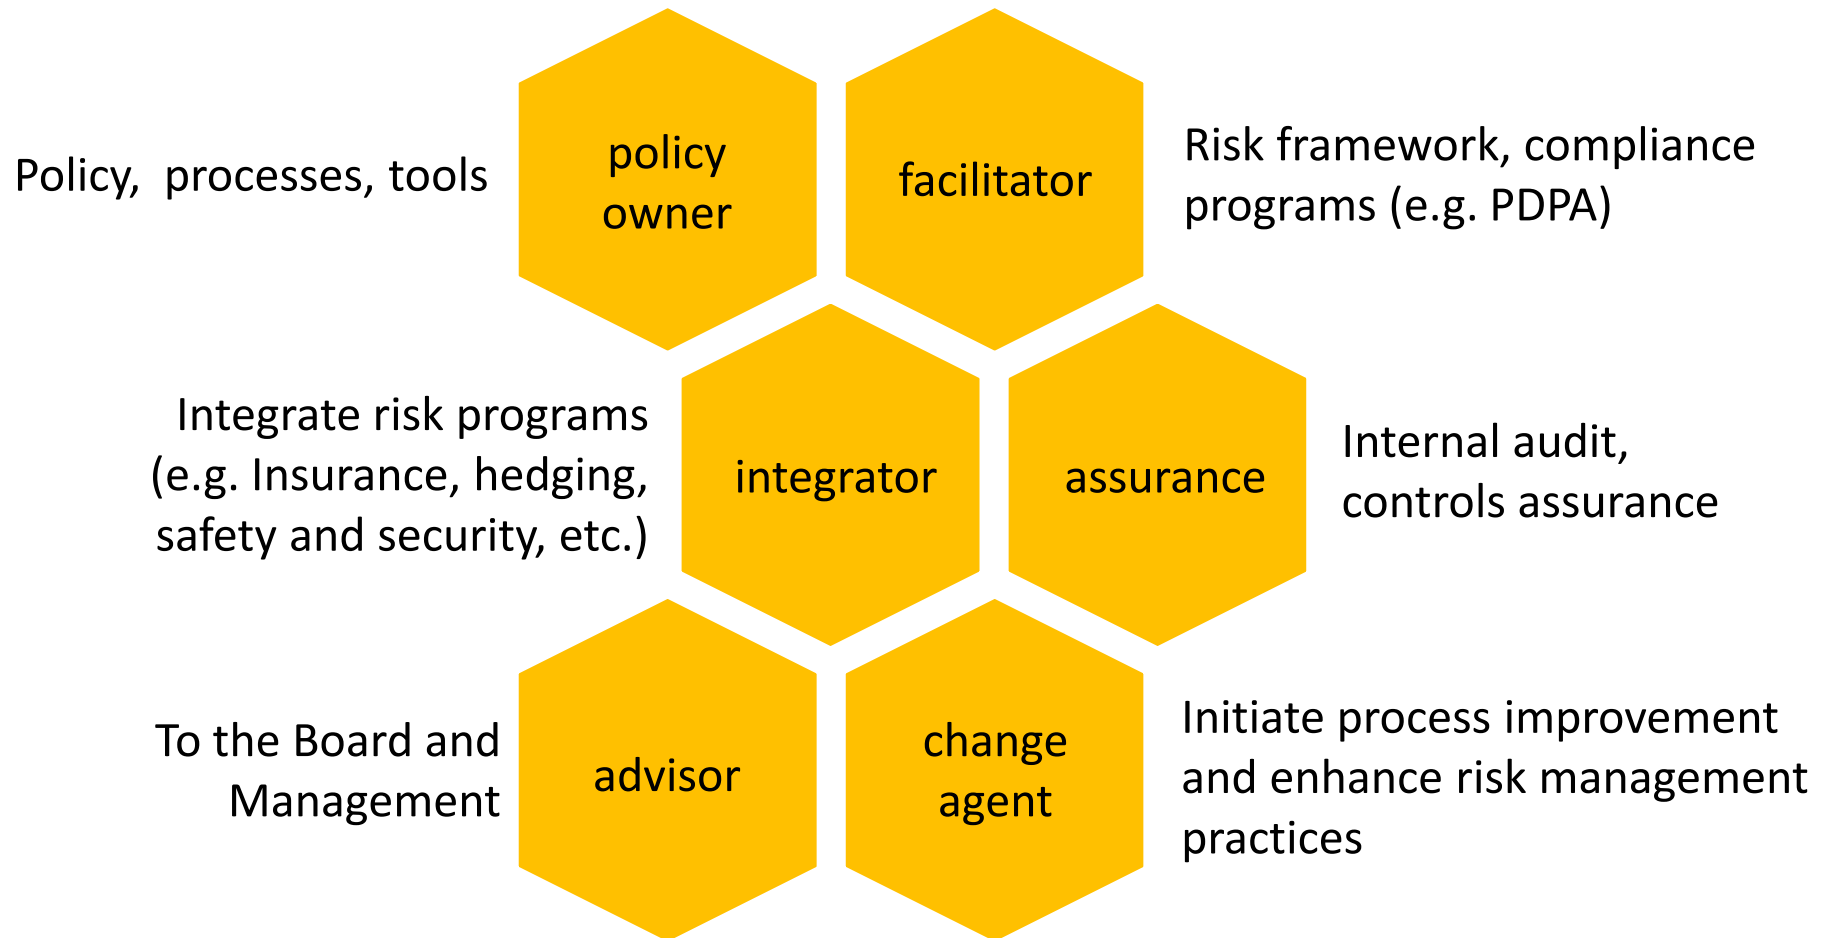 Policy,  processes, tools
policy
owner
facilitator
Risk framework, compliance
programs (e.g. PDPA)
Integrate risk programs
(e.g. Insurance, hedging,
safety and security, etc.)
integrator
assurance
Internal audit,
controls assurance
To the Board and
Management
advisor
change
agent
Initiate process improvement
and enhance risk management
practices